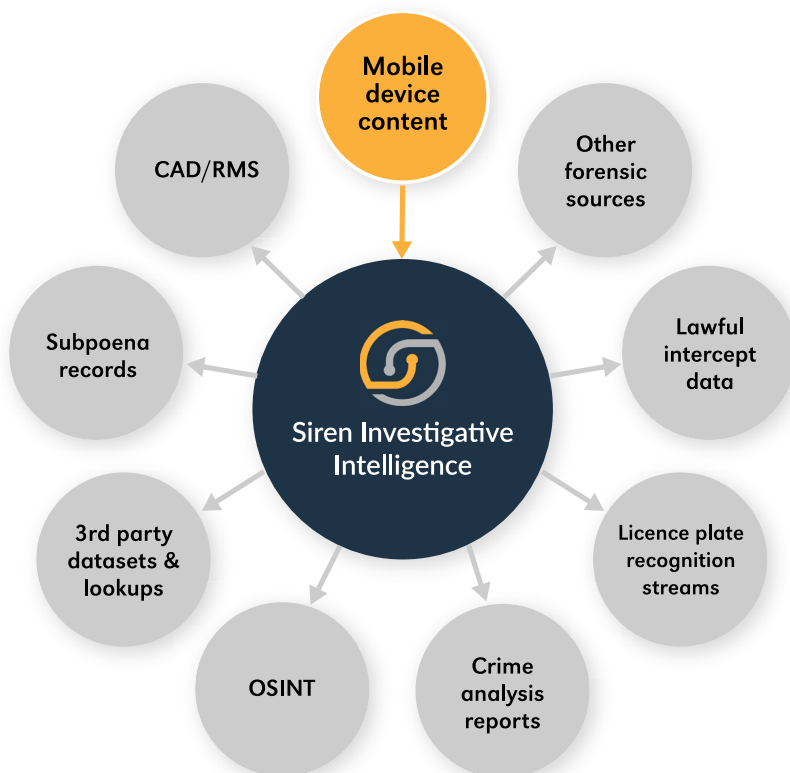 Mobile
device
content
Other
forensic
sources
Lawful
intercept
data
Licence plate
recognition
streams
Crime
analysis
reports
OSINT
3rd party
datasets &
lookups
Subpoena
records
CAD/RMS
Siren Investigative
Intelligence